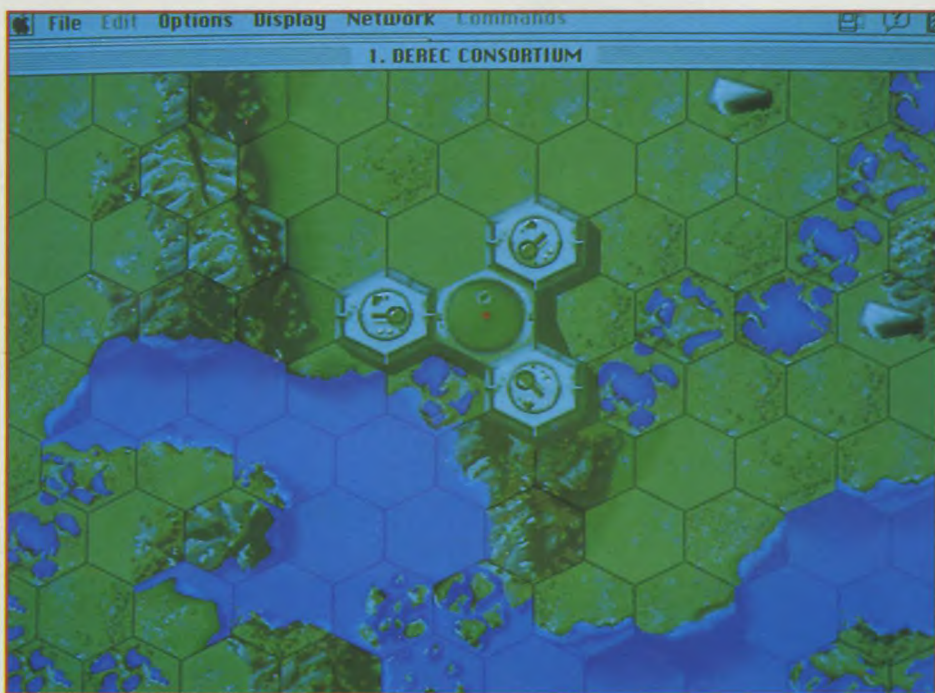 File Edit Options Display Network Commands
1. DEREC CONSORTIUM